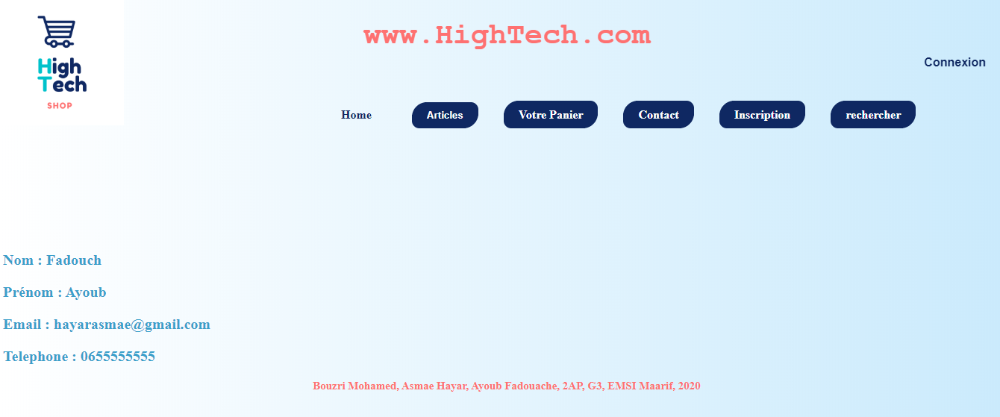 High
Tech
SHOP
www.HighTech.com
Connexion
Home Articles Votre Panier Contact Inscription rechercher
Nom : Fadouch
Prénom : Ayoub
Email : hayarasmae@gmail.com
Telephone : 0655555555
Bouzri Mohamed, Asmae Hayar, Ayoub Fadouache, 2AP, G3, EMSI Maarif, 2020